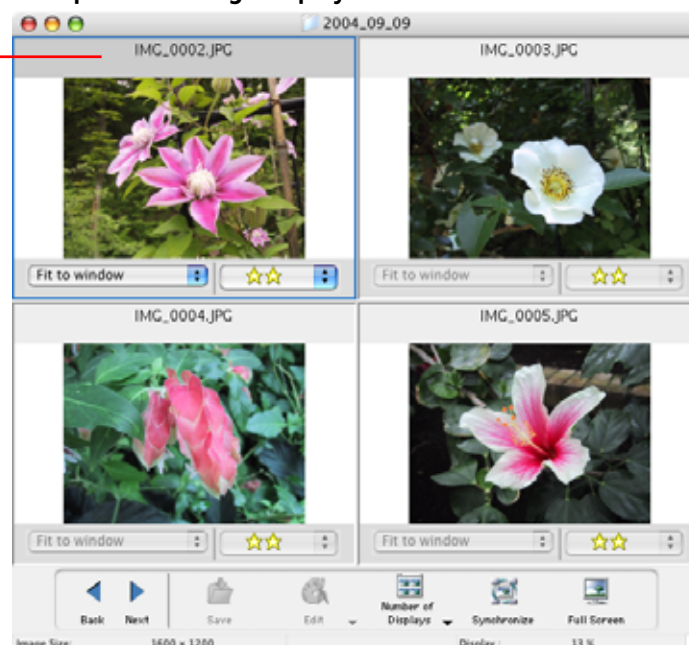 2004_09_09
IMG_0002.JPG
IMG_0003.JPG
Fit to window
Fit to window
IMG_0004.JPG
IMG_0005.JPG
Fit to window
Fit to window
Back
Next
Save
Edit
Number of
Displays
Synchronize
Full Screen
Image Size:
1600 x 1200
Display :
13 %